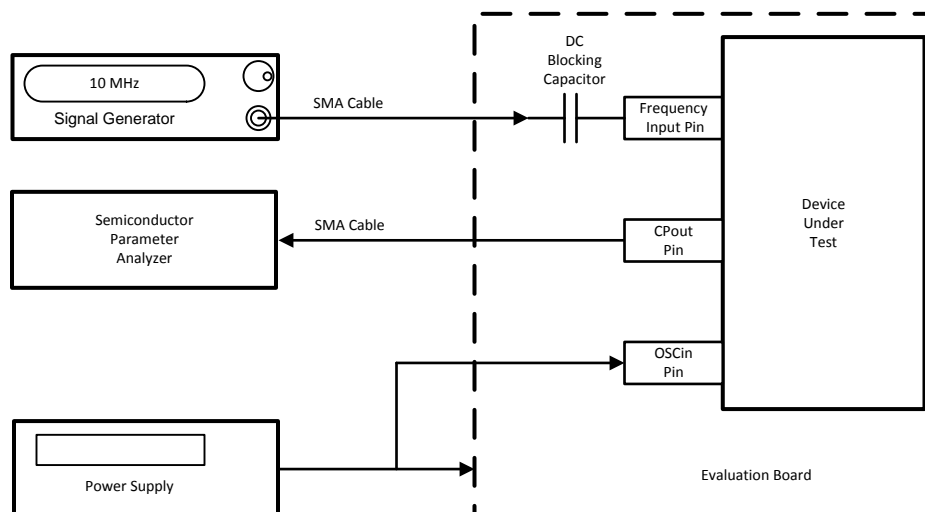 10 MHz
Signal Generator
SMA Cable
DC
Blocking
Capacitor
Frequency
Input Pin
Semiconductor
Parameter
Analyzer
SMA Cable
CPout
Pin
Device
Under
Test
OSCin
Pin
Power Supply
Evaluation Board